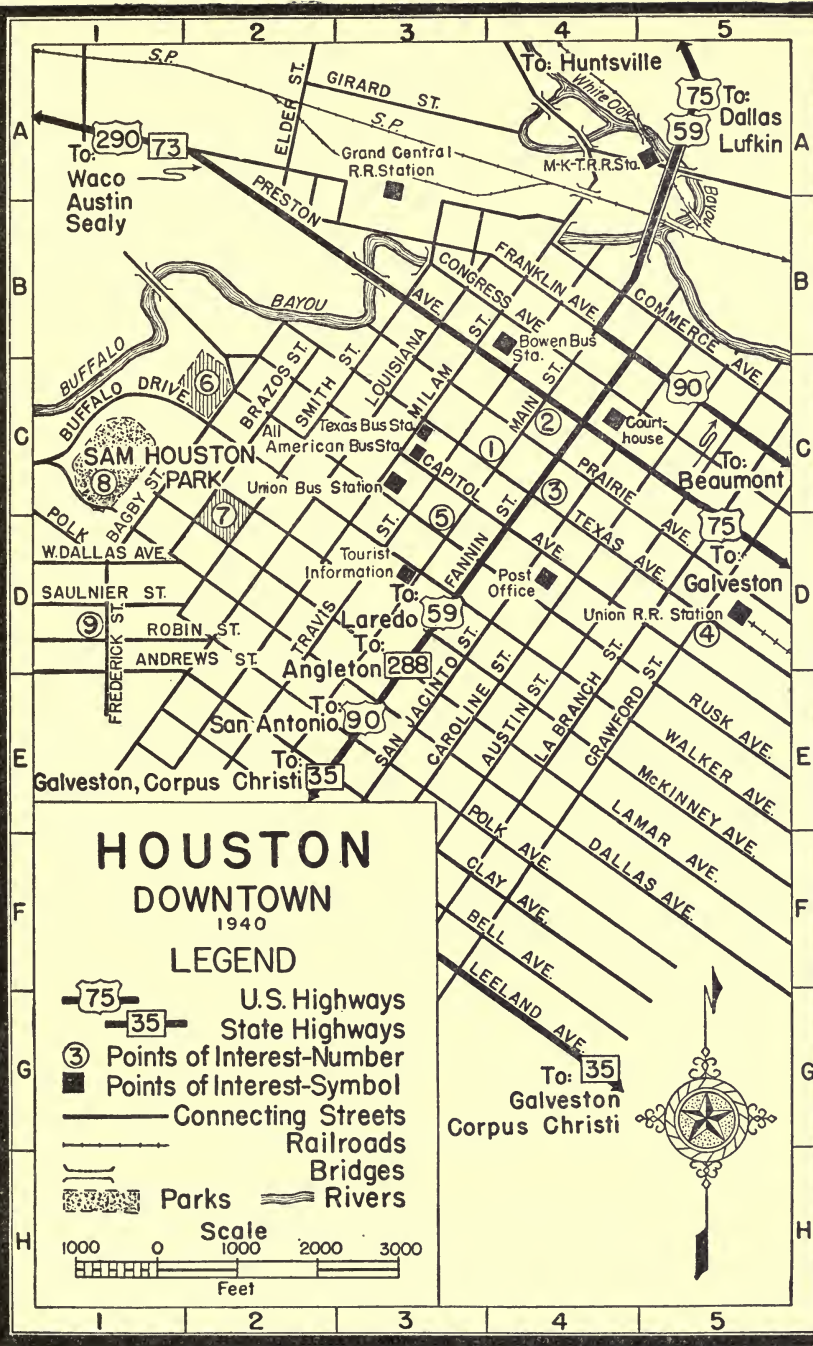 1 2 3 4 5
S.P.
To: Huntsville
GIRARD ST.
ELDER ST.
White Oak
75 To:
59 Dallas
Lufkin
A
A
290 73
To:
Waco
Austin
Sealy
S.P.
Grand Central
R.R. Station
M-K-T.R.R.Sta.
BAYOU
PRESTON
AVE.
B
B
CONGRESS AVE
FRANKLIN AVE.
COMMERCE AVE.
BAYOU
BUFFALO
Bowen Bus
Sta.
LOUISIANA
ST.
BRAZOS ST.
SMITH ST.
MILAM
MAIN ST.
90
C
C
BUFFALO DRIVE
6
Texas Bus Sta.
All
American Bus Sta.
2
Court-
house
1
SAM HOUSTON
PARK
8
CAPITOL
AVE.
Union Bus Station
To:
Beaumont
PRAIRIE AVE.
3
75
POLK
BAGBY ST.
7
5
ST.
TEXAS AVE.
W. DALLAS AVE.
Tourist
Information
FANNIN ST.
Post
Office
To:
Galveston
D
D
SAULNIER ST.
To:
Laredo 59
Union R.R. Station
4
9
ROBIN ST.
TRAVIS
To:
Angleton 288
ANDREWS ST.
FREDERICK ST.
SAN JACINTO ST.
CAROLINE ST.
AUSTIN ST.
LA BRANCH ST.
CRAWFORD ST.
To:
San Antonio 90
RUSK AVE.
WALKER AVE.
McKINNEY AVE.
E
E
To:
Galveston, Corpus Christi 35
LAMAR AVE.
DALLAS AVE.
POLK AVE.
CLAY AVE.
BELL AVE.
LEELAND AVE.
F
F
HOUSTON
DOWNTOWN
1940
LEGEND
75 U.S. Highways
35 State Highways
3 Points of Interest-Number
Points of Interest-Symbol
Connecting Streets
Railroads
Bridges
Parks Rivers
Scale
1000 0 1000 2000 3000
Feet
G
G
To: 35
Galveston
Corpus Christi
H
H
1 2 3 4 5